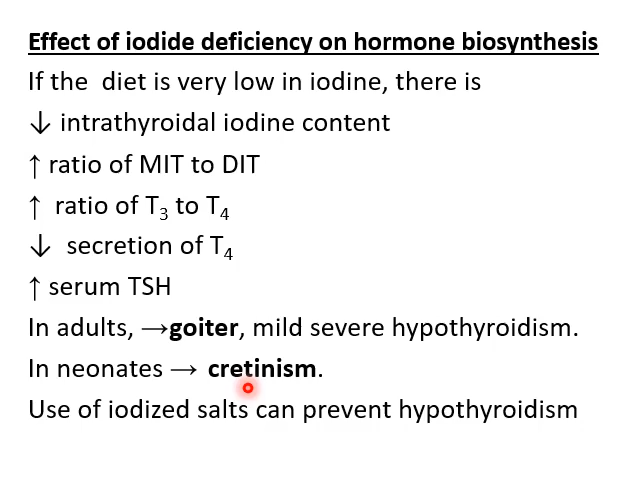 Effect of iodide deficiency on hormone biosynthesis
If the diet is very low in iodine, there is
↓ intrathyroidal iodine content
↑ ratio of MIT to DIT
↑ ratio of T₃ to T₄
↓ secretion of T₄
↑ serum TSH
In adults, →goiter, mild severe hypothyroidism.
In neonates → cretinism.
Use of iodized salts can prevent hypothyroidism